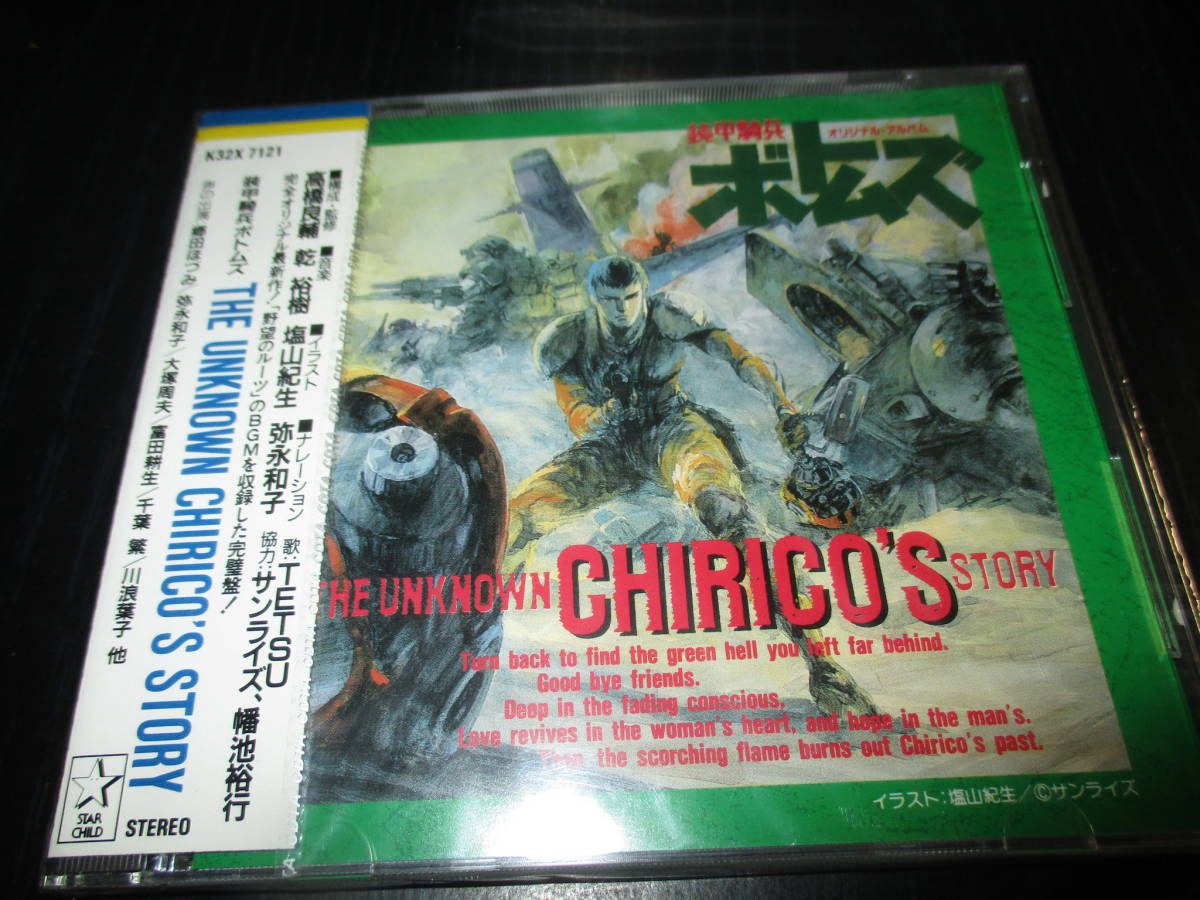 K32X 7121
■構成・監修 ■音楽 ■イラスト ■ナレーション 歌:TETSU
高橋良輔 乾 裕樹 塩山紀生 弥永和子 協力:サンライズ、幡池裕行
完全オリジナル最新作!「野望のルーツ」のBGMを収録した完璧盤!
装甲騎兵ボトムズ THE UNKNOWN CHIRICO'S STORY
声の出演 郷田ほづみ/弥永和子/大塚周夫/富田耕生/千葉 繁/川浪葉子 他
STAR
CHILD
STEREO
装甲騎兵
オリジナル・アルバム
ボトムズ
THE UNKNOWN CHIRICO'S STORY
Turn back to find the green hell you left far behind.
Good bye friends.
Deep in the fading conscious,
Love revives in the woman's heart, and hope in the man's.
Then the scorching flame burns out Chirico's past.
イラスト:塩山紀生/©サンライズ